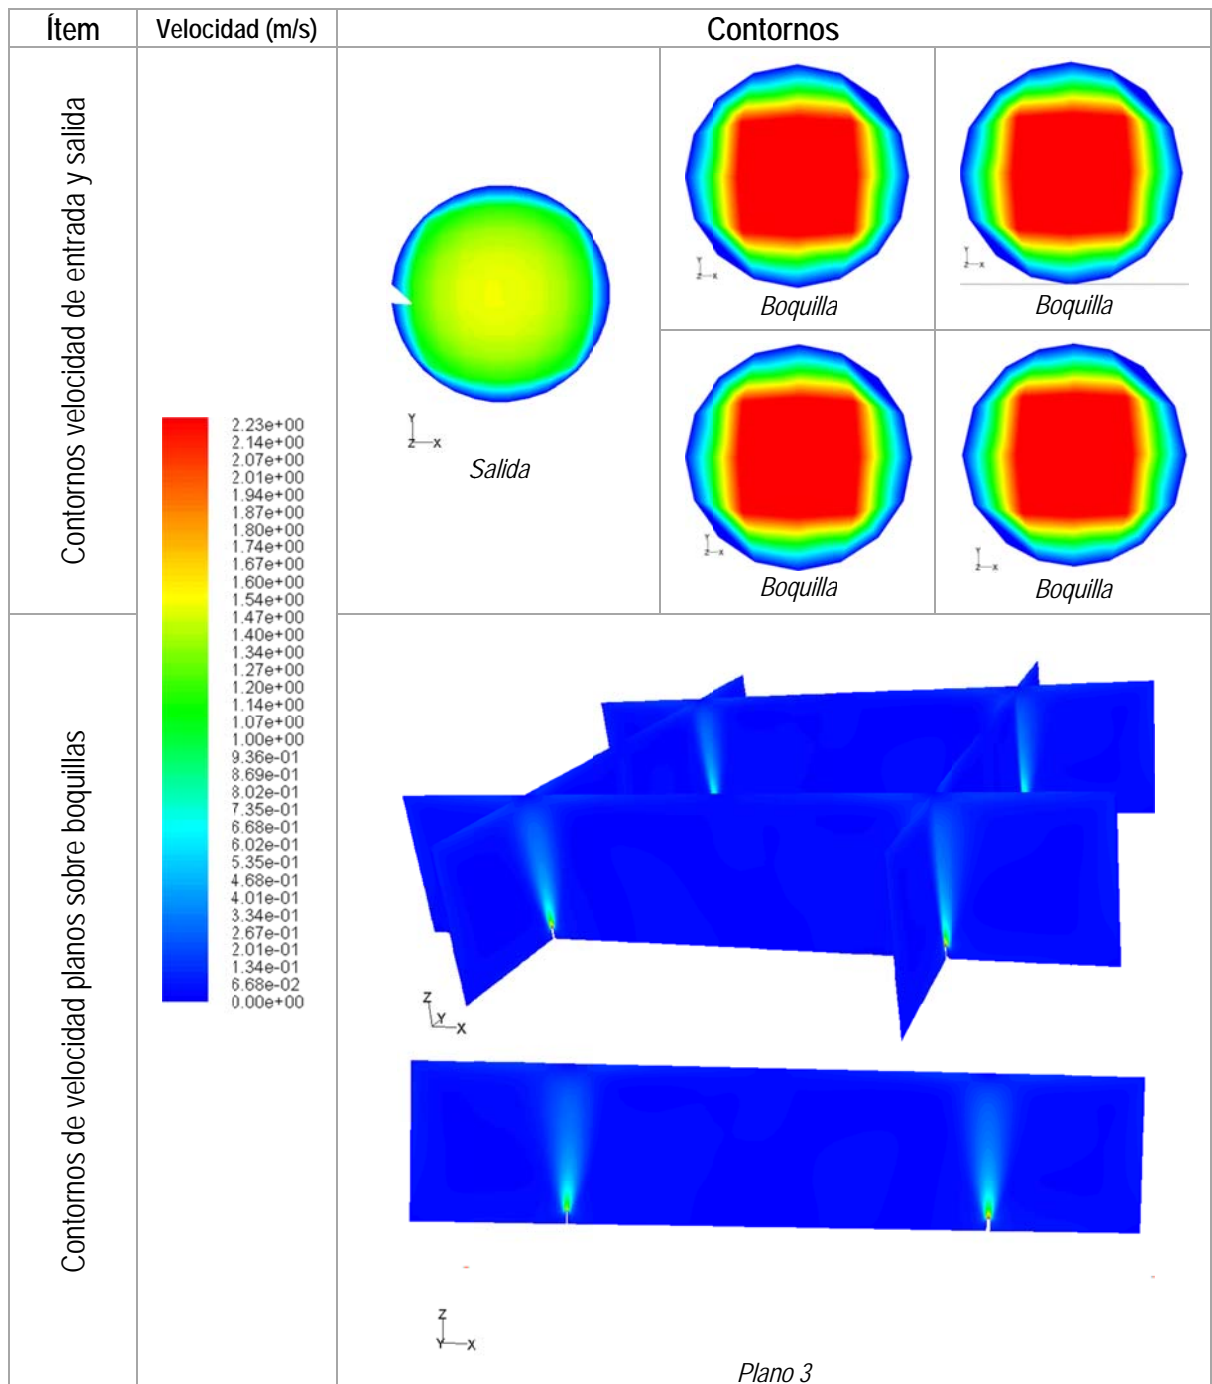 Ítem
Velocidad (m/s)
Contornos
Contornos velocidad de entrada y salida
2.23e+00
2.14e+00
2.07e+00
2.01e+00
1.94e+00
1.87e+00
1.80e+00
1.74e+00
1.67e+00
1.60e+00
1.54e+00
1.47e+00
1.40e+00
1.34e+00
1.27e+00
1.20e+00
1.14e+00
1.07e+00
1.00e+00
9.36e-01
8.69e-01
8.02e-01
7.35e-01
6.68e-01
6.02e-01
5.35e-01
4.68e-01
4.01e-01
3.34e-01
2.67e-01
2.01e-01
1.34e-01
6.68e-02
0.00e+00
Y
Z X
Salida
Y
Z X
Boquilla
Y
Z X
Boquilla
Y
Z X
Boquilla
Y
Z X
Boquilla
Contornos de velocidad planos sobre boquillas
Z
Y
X
Z
Y X
Plano 3